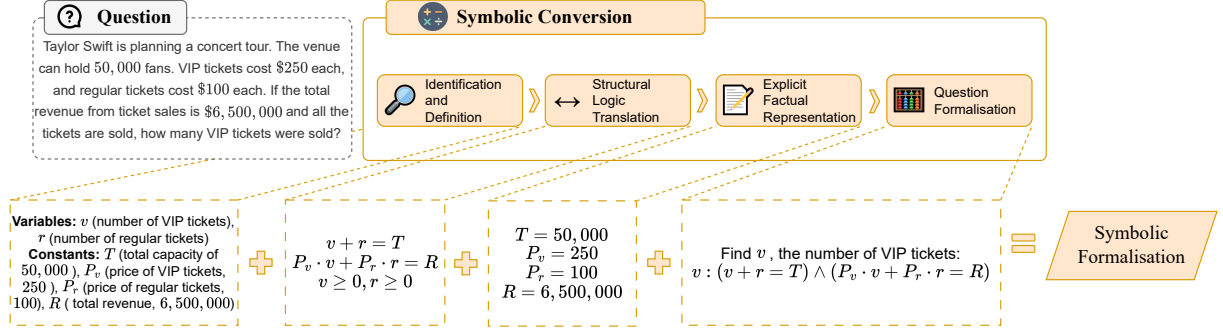 Question
Taylor Swift is planning a concert tour. The venue
can hold 50,000 fans. VIP tickets cost $250 each,
and regular tickets cost $100 each. If the total
revenue from ticket sales is $6,500,000 and all the
tickets are sold, how many VIP tickets were sold?
Symbolic Conversion
Identification
and
Definition
Structural
Logic
Translation
Explicit
Factual
Representation
Question
Formalisation
Variables: v (number of VIP tickets),
r (number of regular tickets)
Constants: T (total capacity of
50,000 ), P_v (price of VIP tickets,
250 ), P_r (price of regular tickets,
100), R ( total revenue, 6,500,000)
v + r = T
P_v · v + P_r · r = R
v ≥ 0, r ≥ 0
T = 50,000
P_v = 250
P_r = 100
R = 6,500,000
Find v , the number of VIP tickets:
v : (v + r = T) ∧ (P_v · v + P_r · r = R)
Symbolic
Formalisation